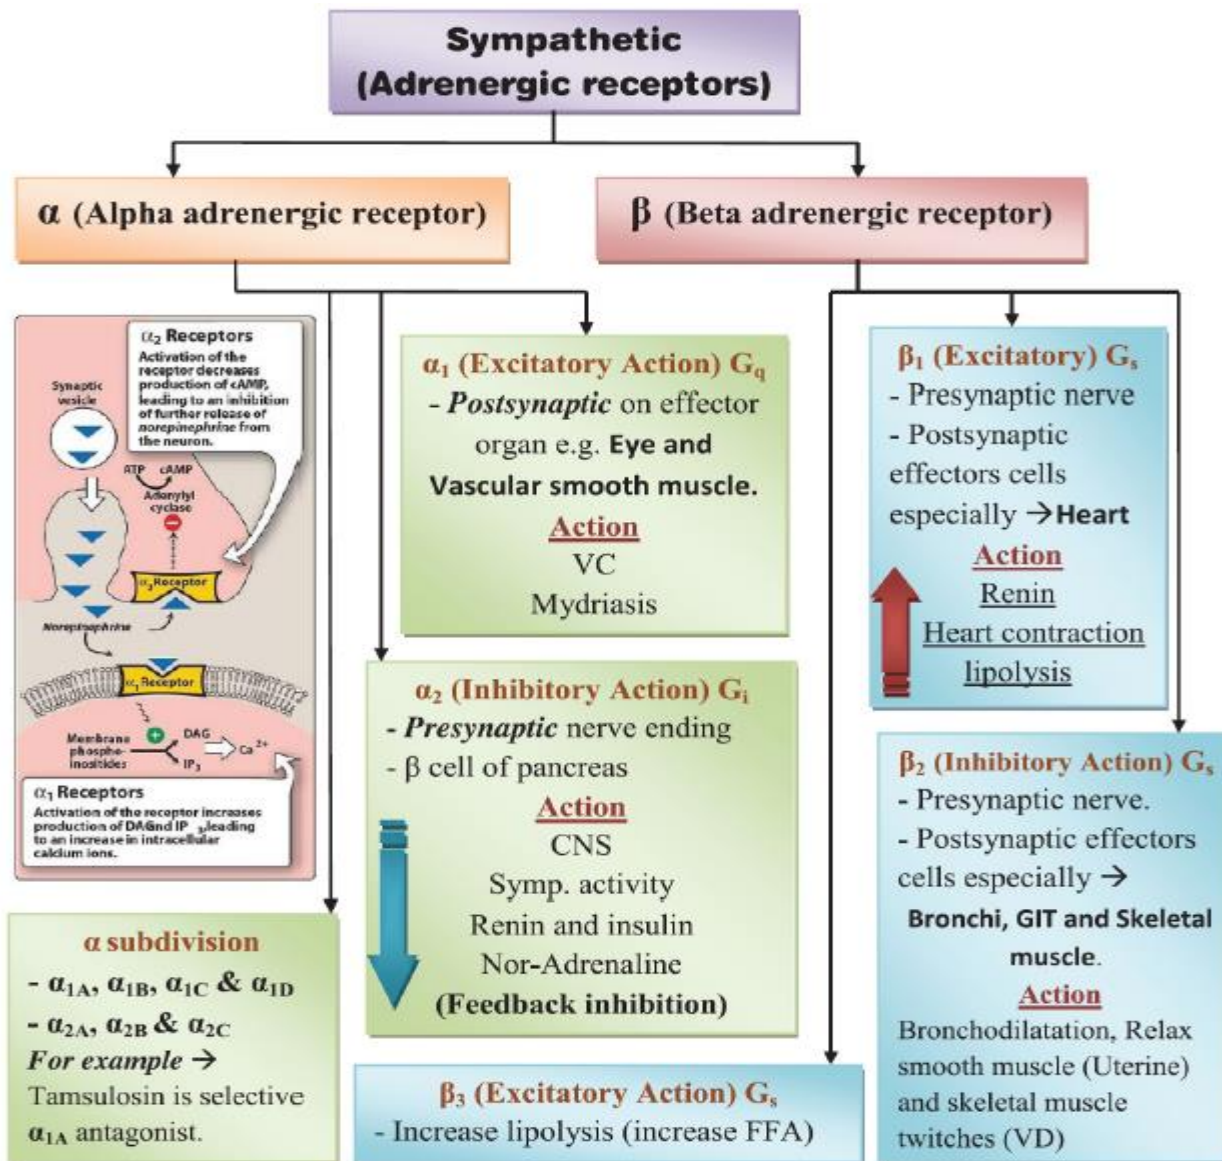 Sympathetic
(Adrenergic receptors)
α (Alpha adrenergic receptor)
β (Beta adrenergic receptor)
α₂ Receptors
Activation of the
receptor decreases
production of cAMP,
leading to an inhibition
of further release of
norepinephrine from
the neuron.
Synaptic
vesicle
ATP cAMP
Adenylyl
cyclase
α₂Receptor
Norepinephrine
α₁Receptor
Membrane
phospho-
inositides
DAG
IP₃
Ca²⁺
α₁ Receptors
Activation of the receptor increases
production of DAGnd IP ₃,leading
to an increase in intracellular
calcium ions.
α₁ (Excitatory Action) Gq
- Postsynaptic on effector
organ e.g. Eye and
Vascular smooth muscle.
Action
VC
Mydriasis
β₁ (Excitatory) Gs
- Presynaptic nerve
- Postsynaptic
effectors cells
especially →Heart
Action
Renin
Heart contraction
lipolysis
α₂ (Inhibitory Action) Gi
- Presynaptic nerve ending
- β cell of pancreas
Action
CNS
Symp. activity
Renin and insulin
Nor-Adrenaline
(Feedback inhibition)
β₂ (Inhibitory Action) Gs
- Presynaptic nerve.
- Postsynaptic effectors
cells especially →
Bronchi, GIT and Skeletal
muscle.
Action
Bronchodilatation, Relax
smooth muscle (Uterine)
and skeletal muscle
twitches (VD)
α subdivision
- α1A, α1B, α1C & α1D
- α2A, α2B & α2C
For example →
Tamsulosin is selective
α1A antagonist.
β₃ (Excitatory Action) Gs
- Increase lipolysis (increase FFA)